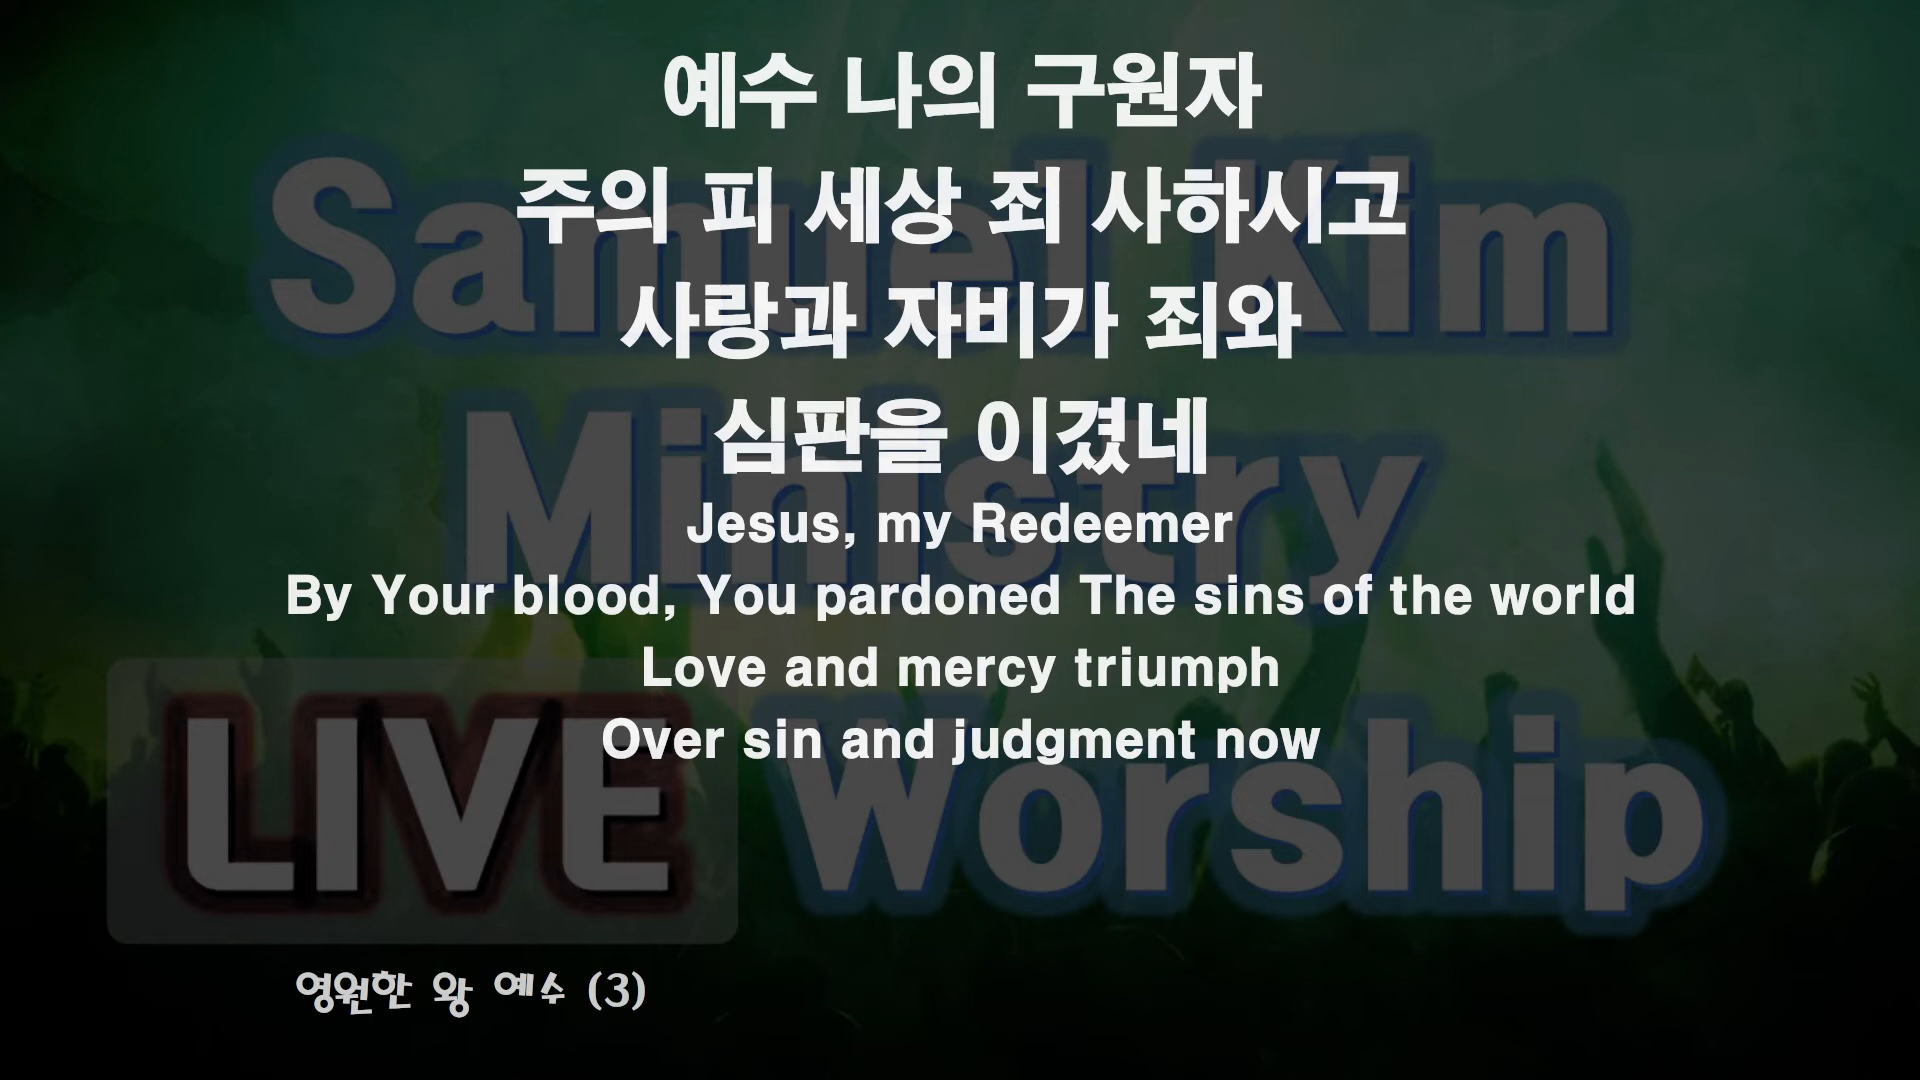 예수 나의 구원자
주의 피 세상 죄 사하시고
사랑과 자비가 죄와
심판을 이겼네
Jesus, my Redeemer
By Your blood, You pardoned The sins of the world
Love and mercy triumph
Over sin and judgment now
Samuel Kim
Ministry
LIVE Worship
영원한 왕 예수 (3)